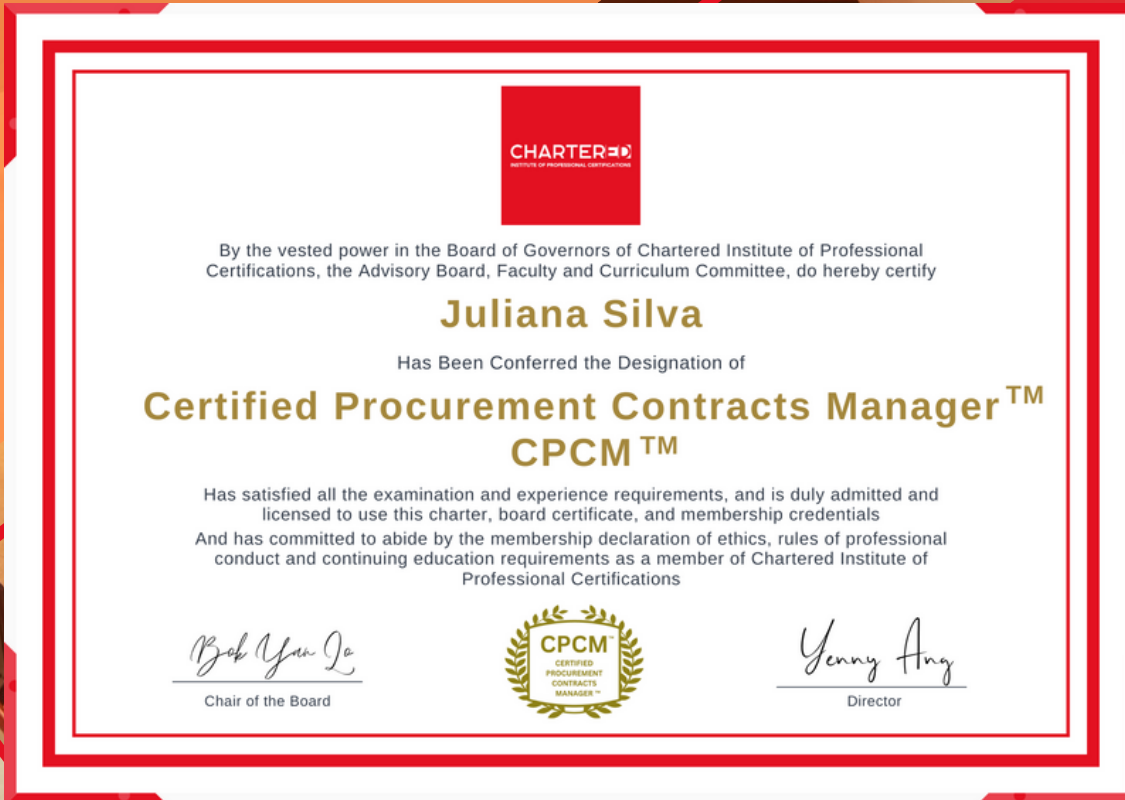 CHARTERED
INSTITUTE OF PROFESSIONAL CERTIFICATIONS
By the vested power in the Board of Governors of Chartered Institute of Professional
Certifications, the Advisory Board, Faculty and Curriculum Committee, do hereby certify
Juliana Silva
Has Been Conferred the Designation of
Certified Procurement Contracts Manager™
CPCM™
Has satisfied all the examination and experience requirements, and is duly admitted and
licensed to use this charter, board certificate, and membership credentials
And has committed to abide by the membership declaration of ethics, rules of professional
conduct and continuing education requirements as a member of Chartered Institute of
Professional Certifications
Bok Yan Lo
Chair of the Board
CPCM™
CERTIFIED
PROCUREMENT
CONTRACTS
MANAGER™
Yenny Ang
Director